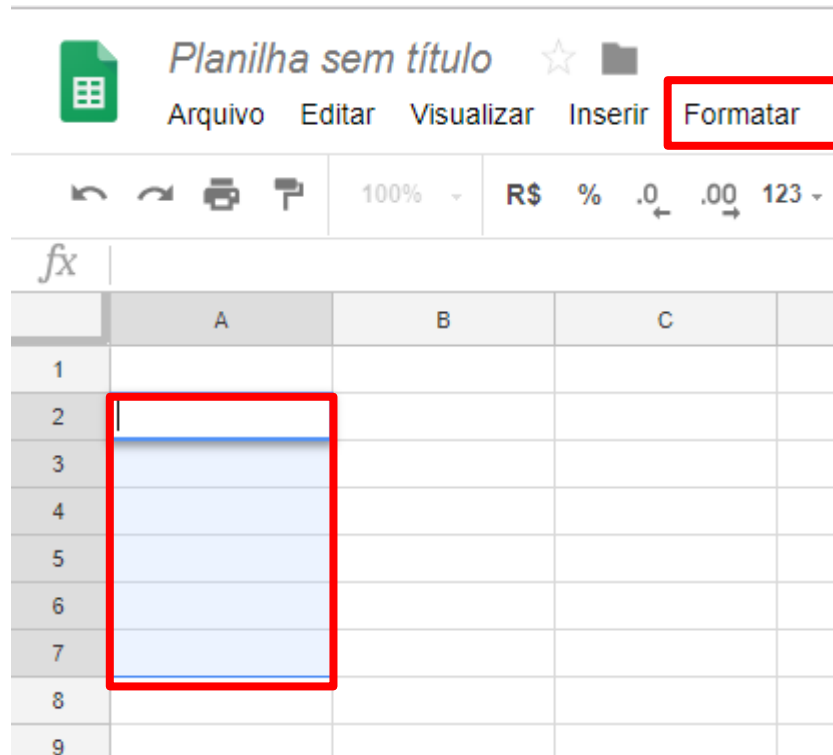 Planilha sem título
Arquivo Editar Visualizar Inserir Formatar
100% R$ % .0 .00 123
fx
A B C
1
2
3
4
5
6
7
8
9